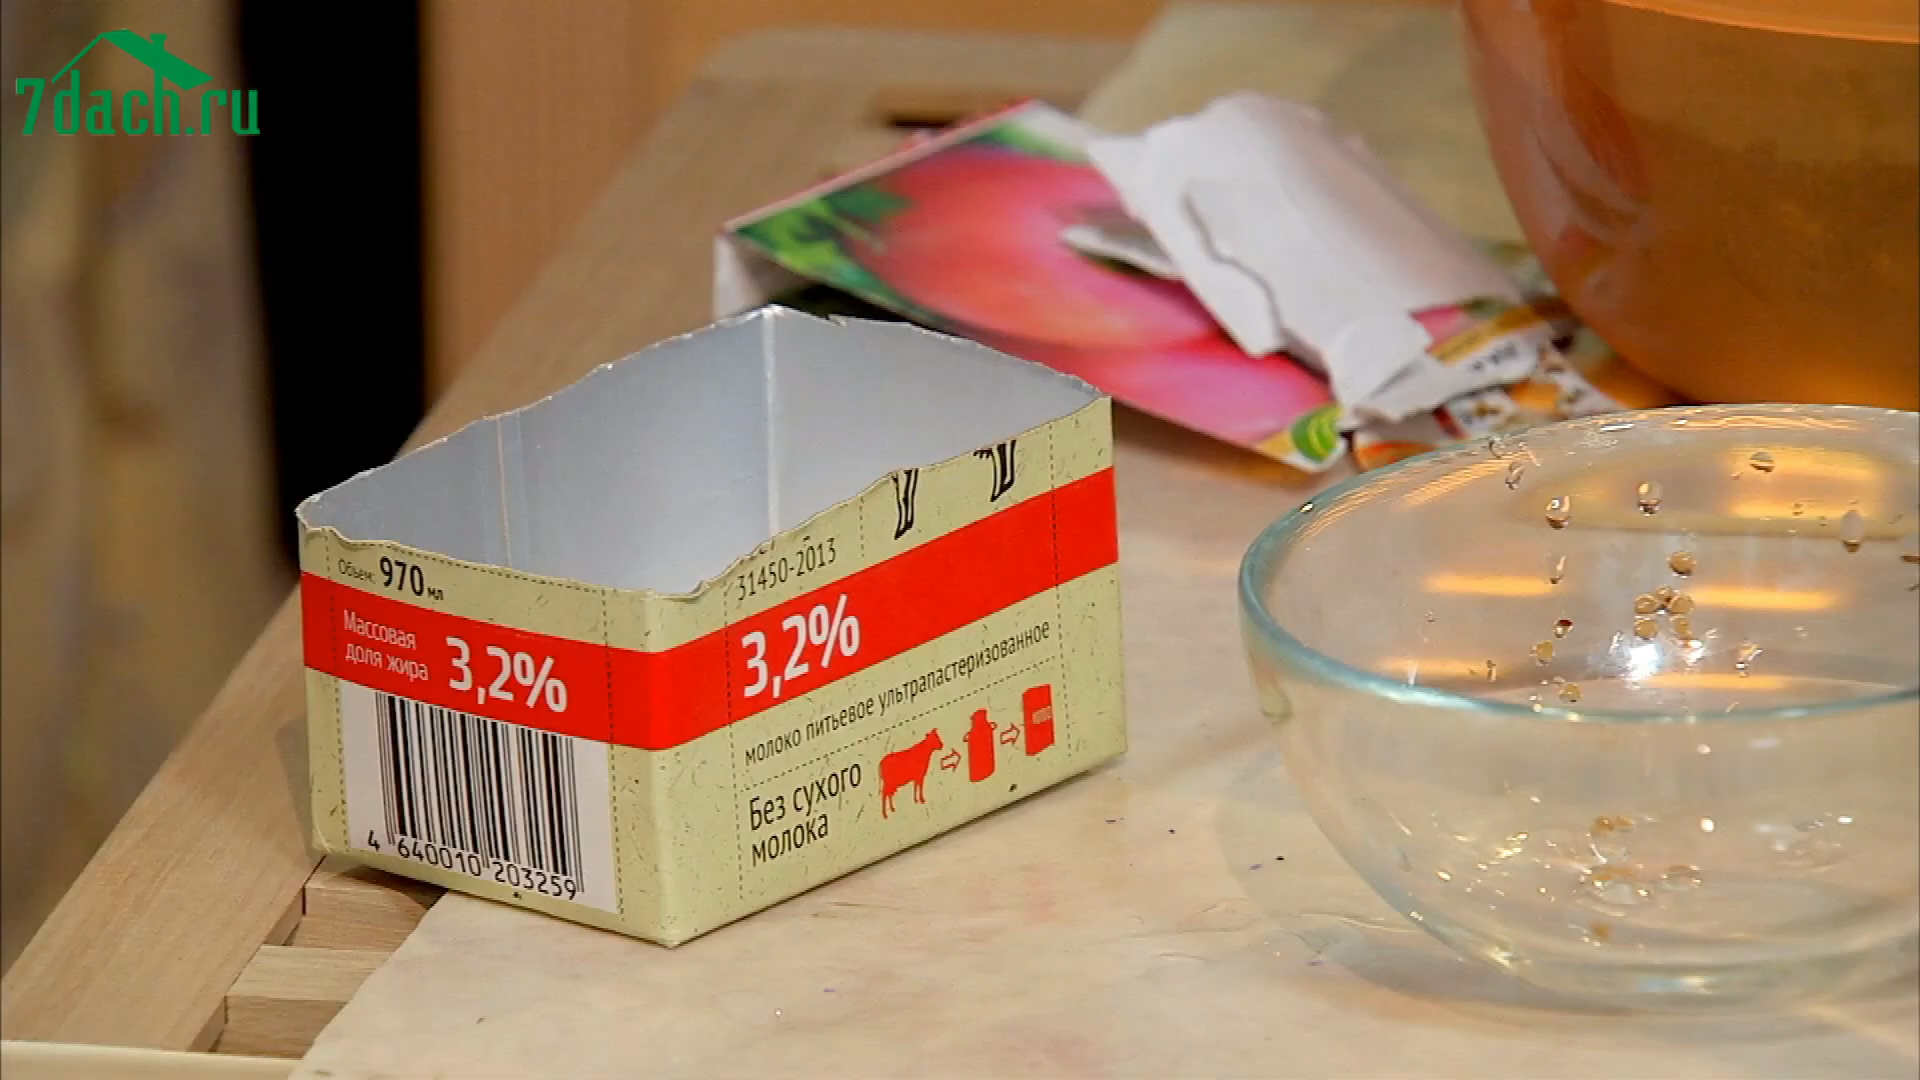 7dach.ru
Объем: 970 мл
Массовая
доля жира 3,2%
4 640010 203259
31450-2013
3,2%
молоко питьевое ультрапастеризованное
Без сухого
молока